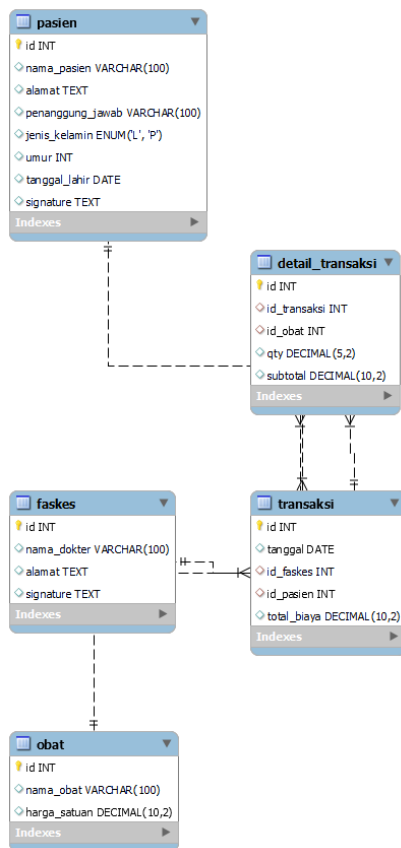 pasien
id INT
nama_pasien VARCHAR(100)
alamat TEXT
penanggung_jawab VARCHAR(100)
jenis_kelamin ENUM('L', 'P')
umur INT
tanggal_lahir DATE
signature TEXT
Indexes
detail_transaksi
id INT
id_transaksi INT
id_obat INT
qty DECIMAL(5,2)
subtotal DECIMAL(10,2)
Indexes
faskes
id INT
nama_dokter VARCHAR(100)
alamat TEXT
signature TEXT
Indexes
transaksi
id INT
tanggal DATE
id_faskes INT
id_pasien INT
total_biaya DECIMAL(10,2)
Indexes
obat
id INT
nama_obat VARCHAR(100)
harga_satuan DECIMAL(10,2)
Indexes